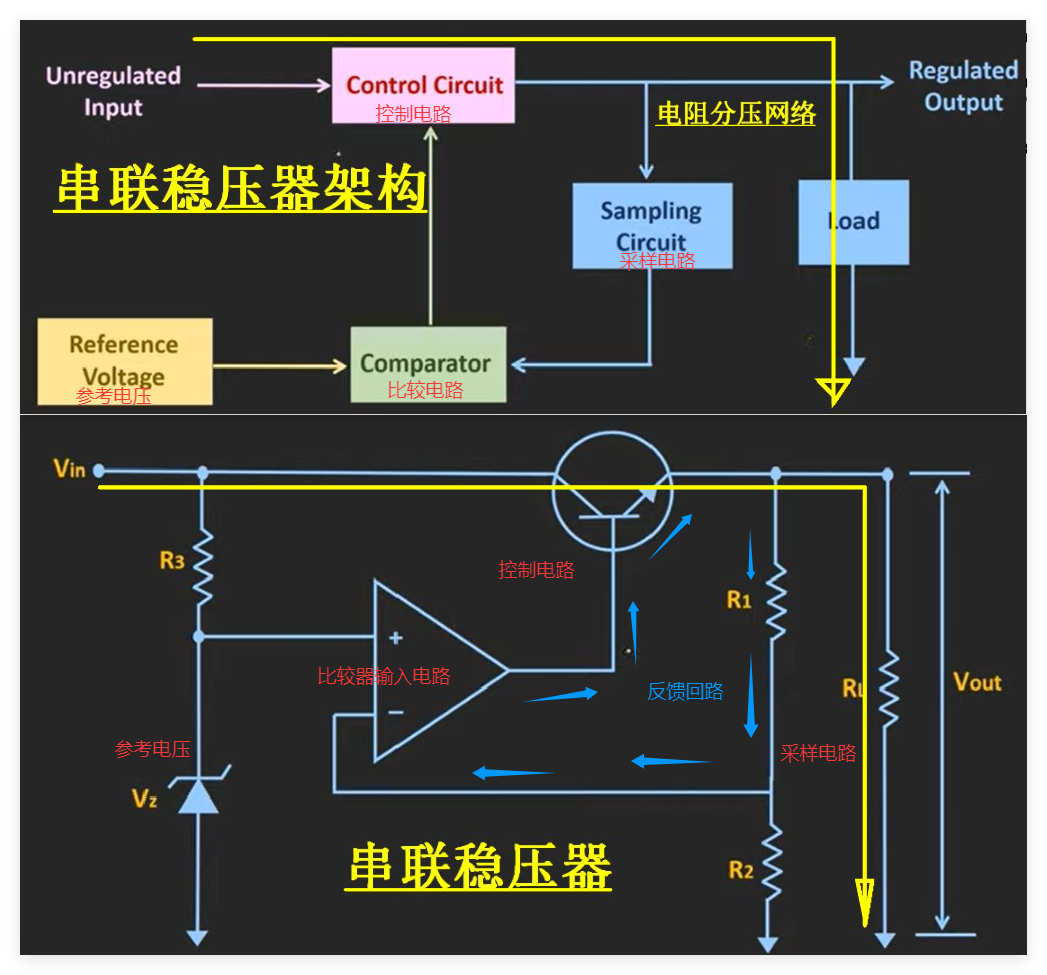 Unregulated
Input
Control Circuit
控制电路
Regulated
Output
电阻分压网络
串联稳压器架构
Sampling
Circuit
采样电路
Load
Reference
Voltage
参考电压
Comparator
比较电路
Vin
R3
控制电路
R1
+
比较器输入电路
反馈回路
RL
Vout
−
参考电压
采样电路
Vz
串联稳压器
R2